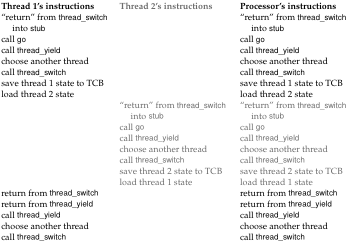 Thread 1's instructions Thread 2's instructions Processor's instructions
“return” from thread_switch “return” from thread_switch
into stub into stub
call go call go
call thread_yield call thread_yield
choose another thread choose another thread
call thread_switch call thread_switch
save thread 1 state to TCB save thread 1 state to TCB
load thread 2 state load thread 2 state
“return” from thread_switch “return” from thread_switch
into stub into stub
call go call go
call thread_yield call thread_yield
choose another thread choose another thread
call thread_switch call thread_switch
save thread 2 state to TCB save thread 2 state to TCB
load thread 1 state load thread 1 state
return from thread_switch return from thread_switch
return from thread_yield return from thread_yield
call thread_yield call thread_yield
choose another thread choose another thread
call thread_switch call thread_switch